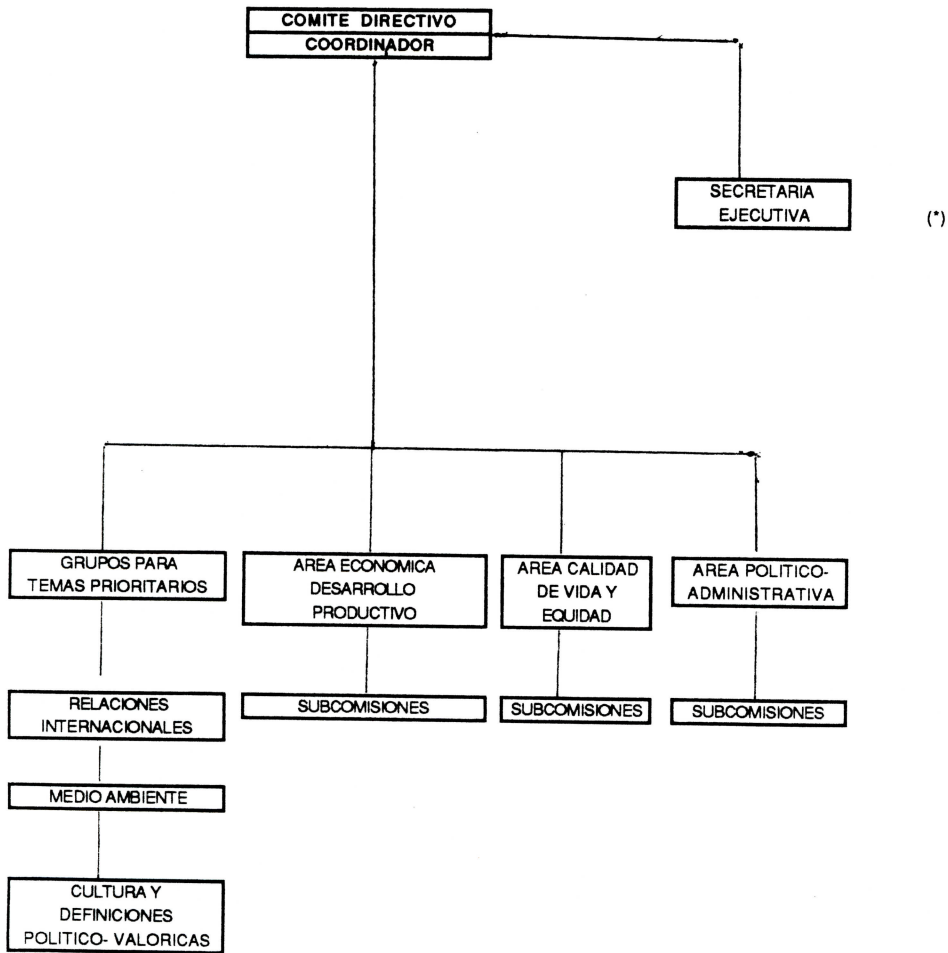 COMITE DIRECTIVO
COORDINADOR
SECRETARIA
EJECUTIVA
(*)
GRUPOS PARA
TEMAS PRIORITARIOS
AREA ECONOMICA
DESARROLLO
PRODUCTIVO
AREA CALIDAD
DE VIDA Y
EQUIDAD
AREA POLITICO-
ADMINISTRATIVA
RELACIONES
INTERNACIONALES
SUBCOMISIONES
SUBCOMISIONES
SUBCOMISIONES
MEDIO AMBIENTE
CULTURA Y
DEFINICIONES
POLITICO- VALORICAS